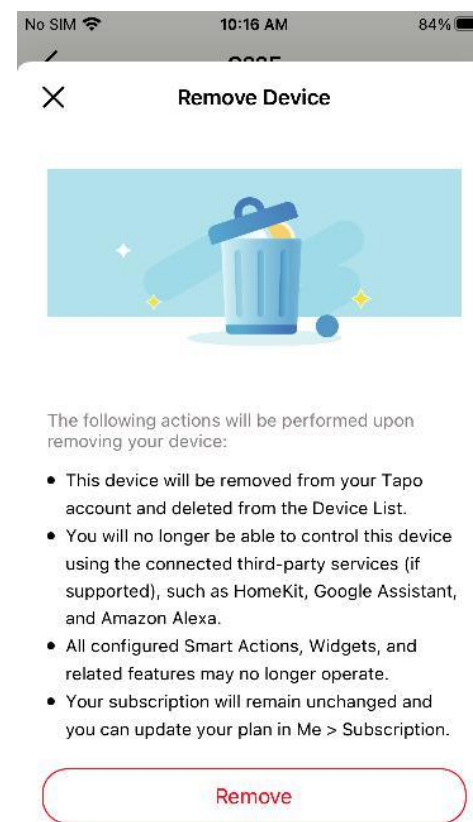 No SIM 10:16 AM 84%
Remove Device
The following actions will be performed upon
removing your device:
• This device will be removed from your Tapo
account and deleted from the Device List.
• You will no longer be able to control this device
using the connected third-party services (if
supported), such as HomeKit, Google Assistant,
and Amazon Alexa.
• All configured Smart Actions, Widgets, and
related features may no longer operate.
• Your subscription will remain unchanged and
you can update your plan in Me > Subscription.
Remove